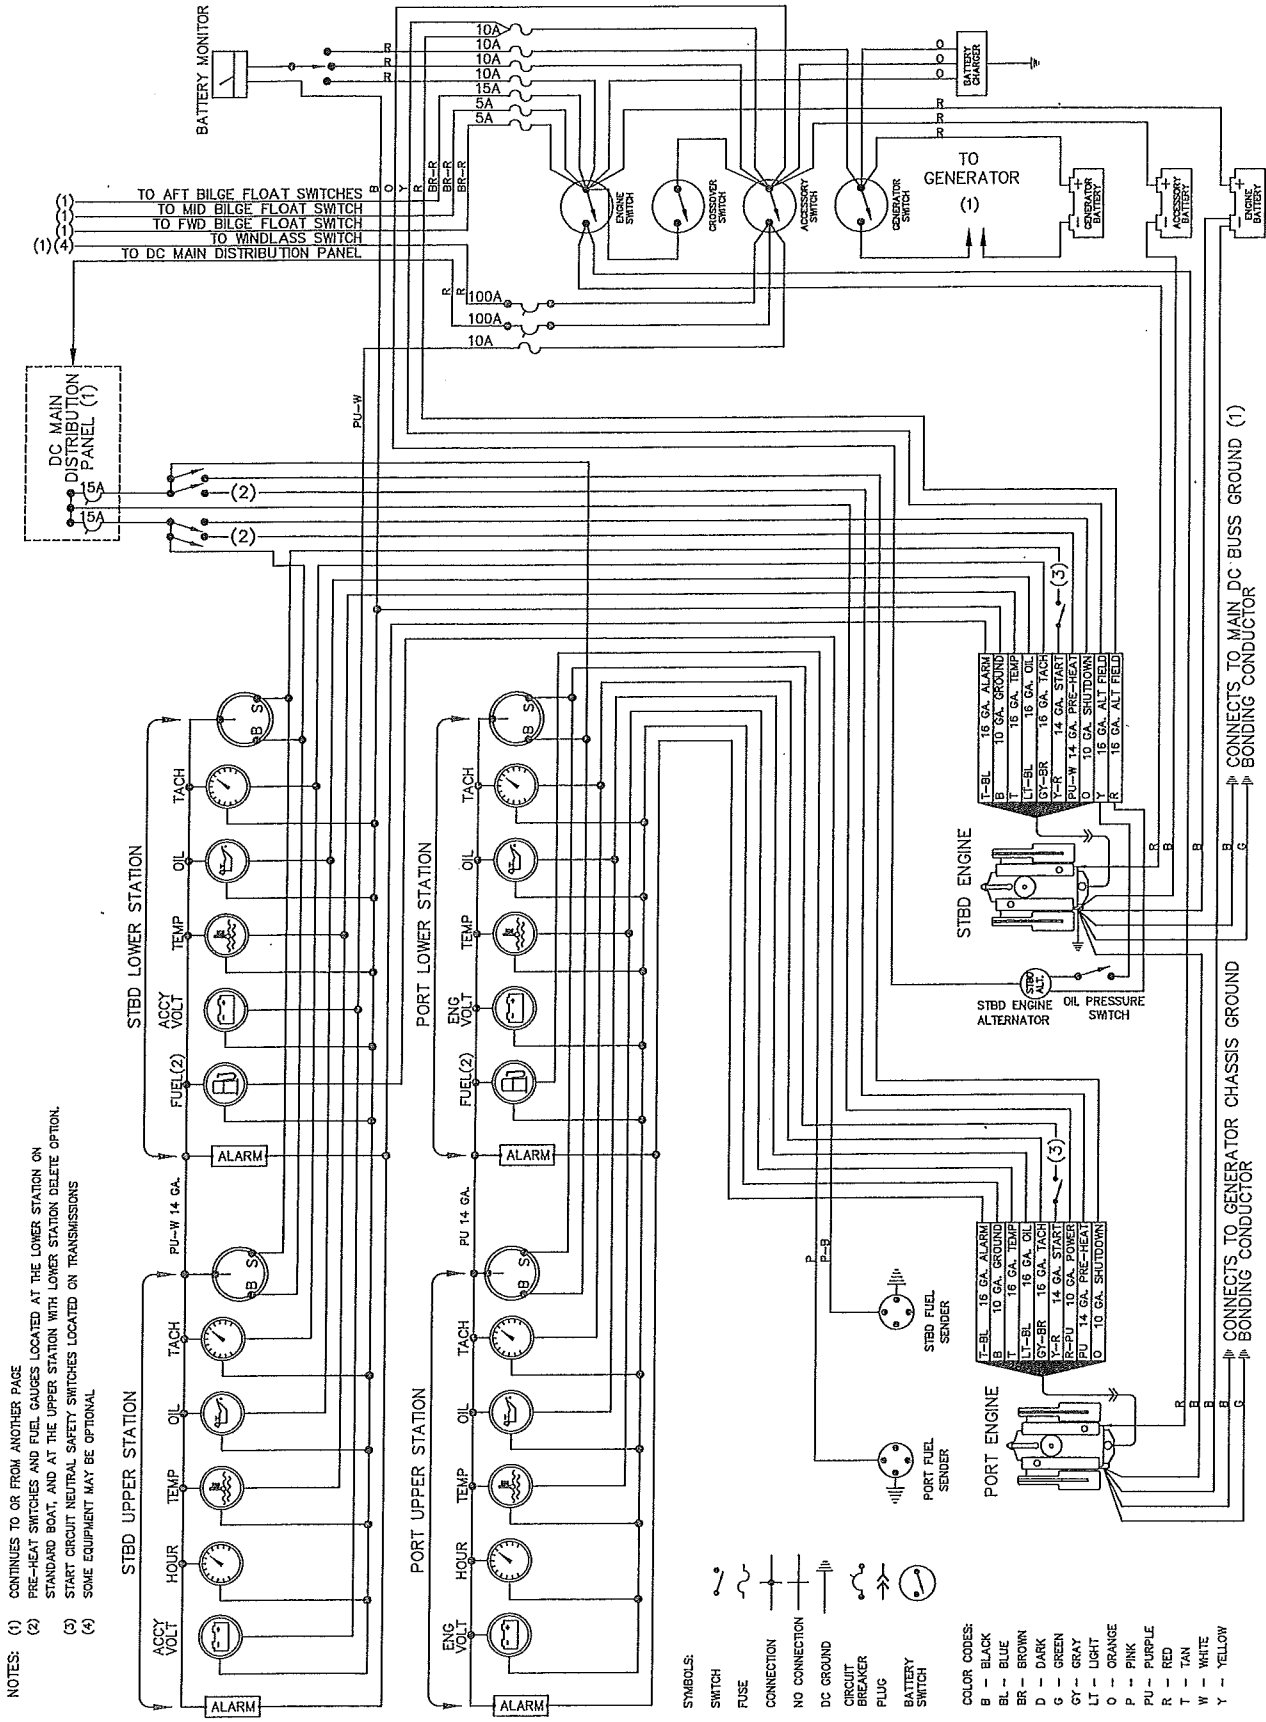 BATTERY MONITOR
10A
10A
10A
10A
15A
5A
5A
R
R
R
O
O
O
BATTERY CHARGER
R
R
R
(1) TO AFT BILGE FLOAT SWITCHES
(1) TO MID BILGE FLOAT SWITCH
(1) TO FWD BILGE FLOAT SWITCH
(1)(4) TO WINDLASS SWITCH
TO DC MAIN DISTRIBUTION PANEL
B
O
Y
R
BR-R
BR-R
BR-R
ENGINE SWITCH
CROSSOVER SWITCH
ACCESSORY SWITCH
GENERATOR SWITCH
TO GENERATOR
(1)
+
-
GENERATOR BATTERY
+
-
ACCESSORY BATTERY
+
-
ENGINE BATTERY
R
R
100A
100A
10A
PU-W
DC MAIN DISTRIBUTION PANEL (1)
15A
15A
(2)
(2)
STBD LOWER STATION
B S
TACH
OIL
TEMP
ACCY VOLT
FUEL(2)
ALARM
PU-W 14 GA.
STBD UPPER STATION
B S
TACH
OIL
TEMP
HOUR
ACCY VOLT
ALARM
PORT LOWER STATION
B S
TACH
OIL
TEMP
ENG VOLT
FUEL(2)
ALARM
PU 14 GA.
PORT UPPER STATION
B S
TACH
OIL
TEMP
HOUR
ENG VOLT
ALARM
(3)
T-BL 16 GA. ALARM
B 10 GA. GROUND
T 16 GA. TEMP
LT-BL 16 GA. OIL
GY-BR 16 GA. TACH
Y-R 14 GA. START
PU-W 14 GA. PRE-HEAT
O 10 GA. SHUTDOWN
Y 16 GA. ALT FIELD
R 16 GA. ALT FIELD
STBD ENGINE
R
B
B
B
G
CONNECTS TO MAIN DC BUSS GROUND (1)
BONDING CONDUCTOR
STBD ALT.
STBD ENGINE ALTERNATOR
OIL PRESSURE SWITCH
(3)
T-BL 16 GA. ALARM
B 10 GA. GROUND
T 16 GA. TEMP
LT-BL 16 GA. OIL
GY-BR 16 GA. TACH
Y-R 14 GA. START
R-PU 10 GA. POWER
PU 14 GA. PRE-HEAT
O 10 GA. SHUTDOWN
PORT ENGINE
R
B
B
B
G
CONNECTS TO GENERATOR CHASSIS GROUND
BONDING CONDUCTOR
P
P-B
STBD FUEL SENDER
PORT FUEL SENDER
NOTES: (1) CONTINUES TO OR FROM ANOTHER PAGE
(2) PRE-HEAT SWITCHES AND FUEL GAUGES LOCATED AT THE LOWER STATION ON
STANDARD BOAT, AND AT THE UPPER STATION WITH LOWER STATION DELETE OPTION.
(3) START CIRCUIT NEUTRAL SAFETY SWITCHES LOCATED ON TRANSMISSIONS
(4) SOME EQUIPMENT MAY BE OPTIONAL
SYMBOLS:
SWITCH
FUSE
CONNECTION
NO CONNECTION
DC GROUND
CIRCUIT BREAKER
PLUG
BATTERY SWITCH
COLOR CODES:
B - BLACK
BL - BLUE
BR - BROWN
D - DARK
G - GREEN
GY - GRAY
LT - LIGHT
O - ORANGE
P - PINK
PU - PURPLE
R - RED
T - TAN
W - WHITE
Y - YELLOW